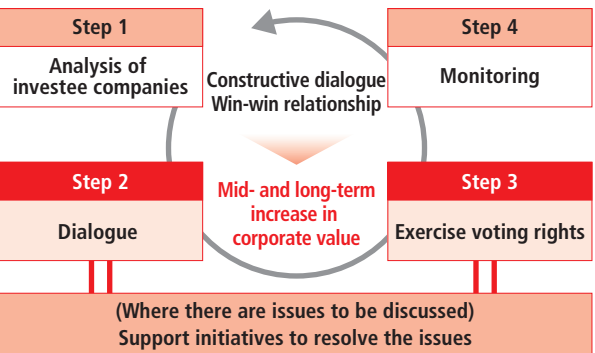 Step 1
Analysis of
investee companies
Step 4
Monitoring
Constructive dialogue
Win-win relationship
Mid- and long-term
increase in
corporate value
Step 2
Dialogue
Step 3
Exercise voting rights
(Where there are issues to be discussed)
Support initiatives to resolve the issues